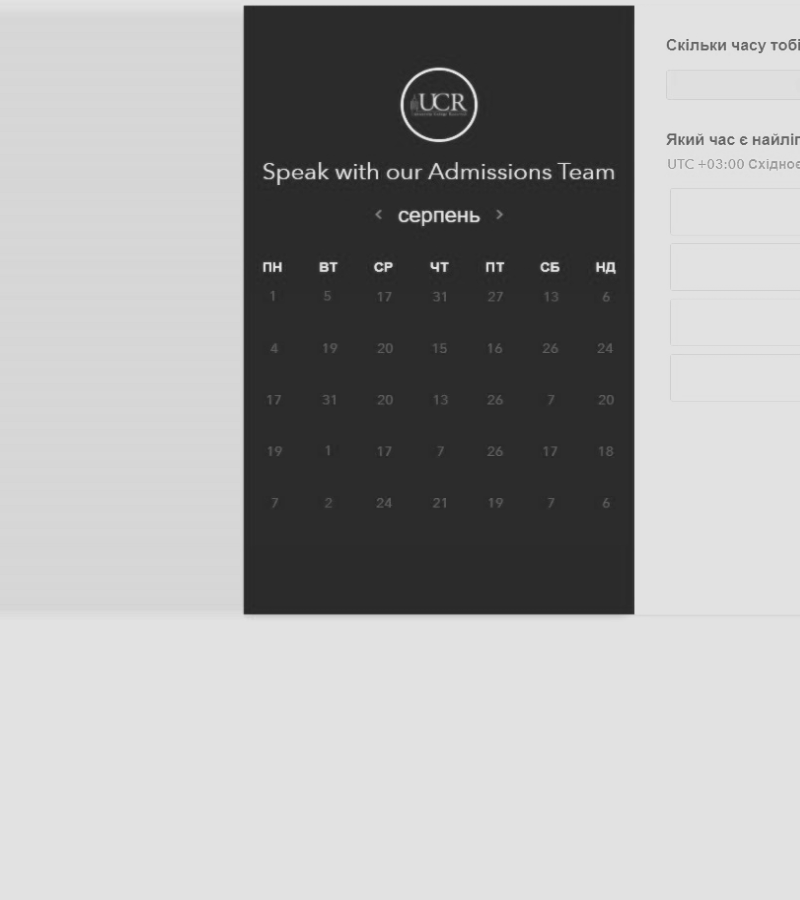 UCR
Speak with our Admissions Team
< серпень >
ПН ВТ СР ЧТ ПТ СБ НД
1 5 17 31 27 13 6
4 19 20 15 16 26 24
17 31 20 13 26 7 20
19 1 17 7 26 17 18
7 2 24 21 19 7 6
Скільки часу тобі
Який час є найліп
UTC +03:00 Східноє